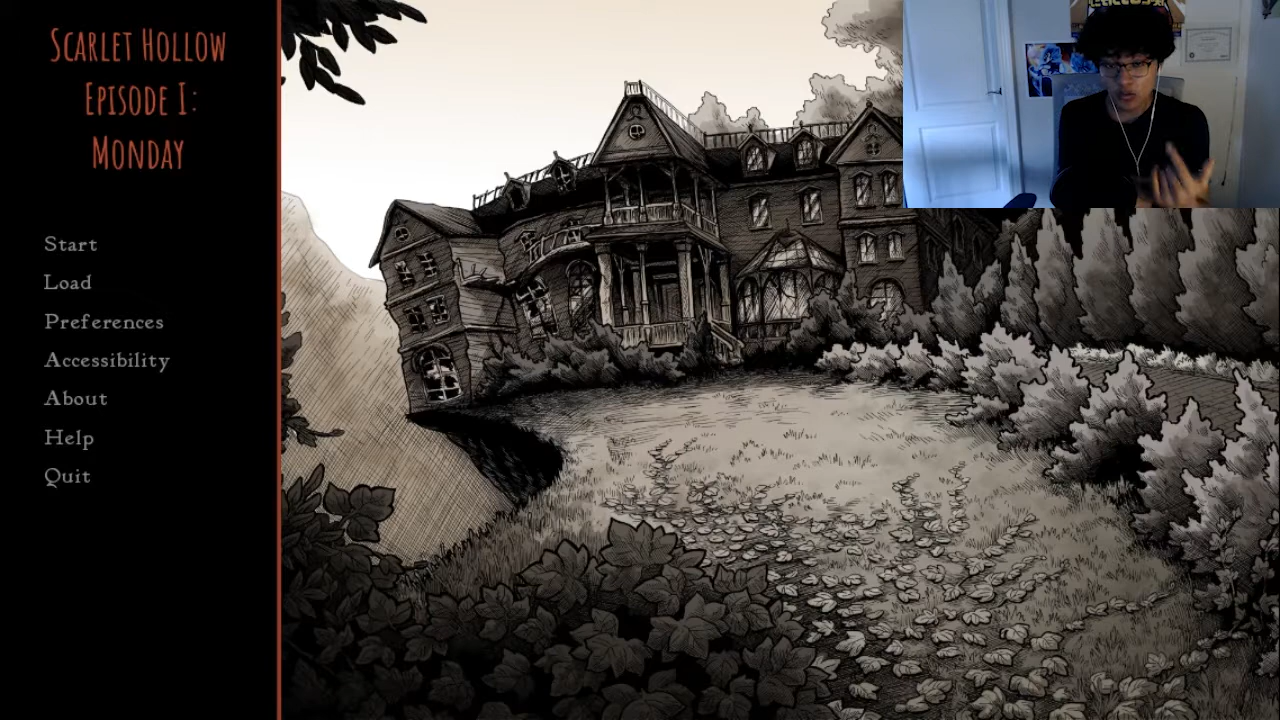 Scarlet Hollow
Episode I:
Monday
Start
Load
Preferences
Accessibility
About
Help
Quit